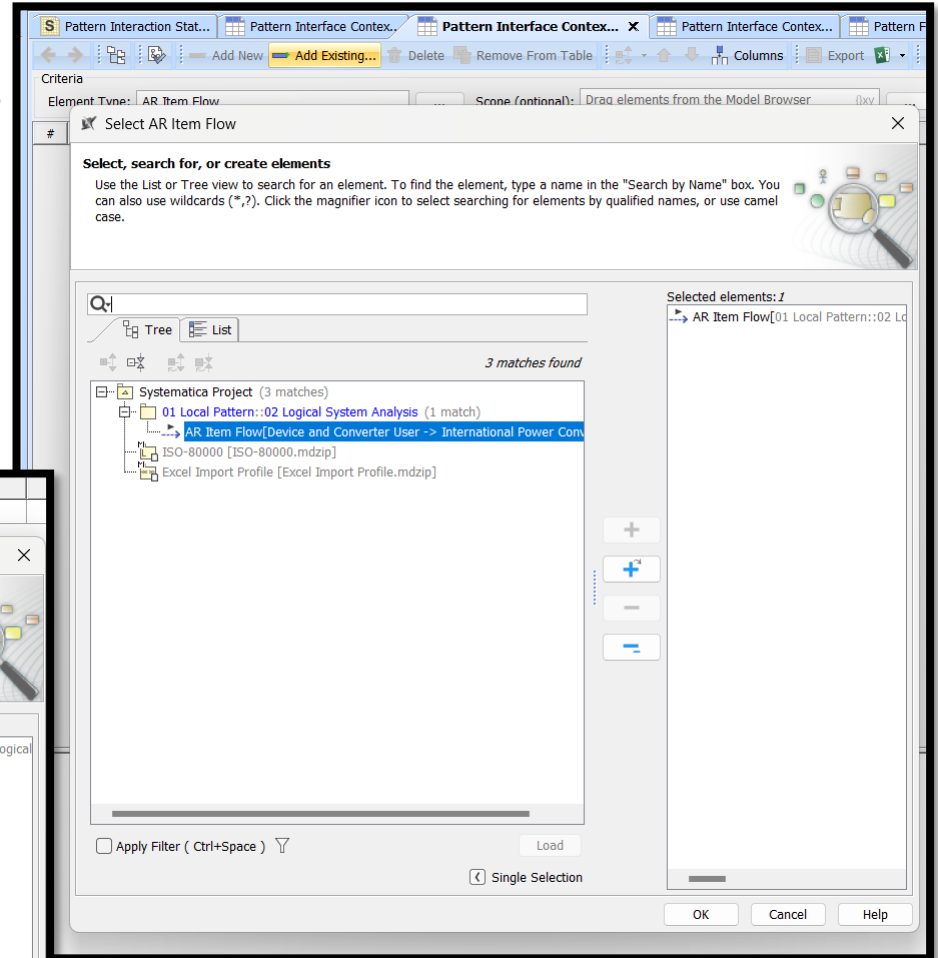 Pattern Interaction Stat... Pattern Interface Contex.. Pattern Interface Contex... X Pattern Interface Contex... Pattern F
Add New Add Existing... Delete Remove From Table Columns Export
Criteria
Element Type: AR Item Flow ... Scope (optional): Drag elements from the Model Browser ...
#
Select AR Item Flow
Select, search for, or create elements
Use the List or Tree view to search for an element. To find the element, type a name in the "Search by Name" box. You
can also use wildcards (*,?). Click the magnifier icon to select searching for elements by qualified names, or use camel
case.
Selected elements: 1
AR Item Flow[01 Local Pattern::02 Lo
Tree List
3 matches found
Systematica Project (3 matches)
01 Local Pattern::02 Logical System Analysis (1 match)
AR Item Flow[Device and Converter User -> International Power Conv
ISO-80000 [ISO-80000.mdzip]
Excel Import Profile [Excel Import Profile.mdzip]
ogical
Apply Filter ( Ctrl+Space ) Load
Single Selection
OK Cancel Help